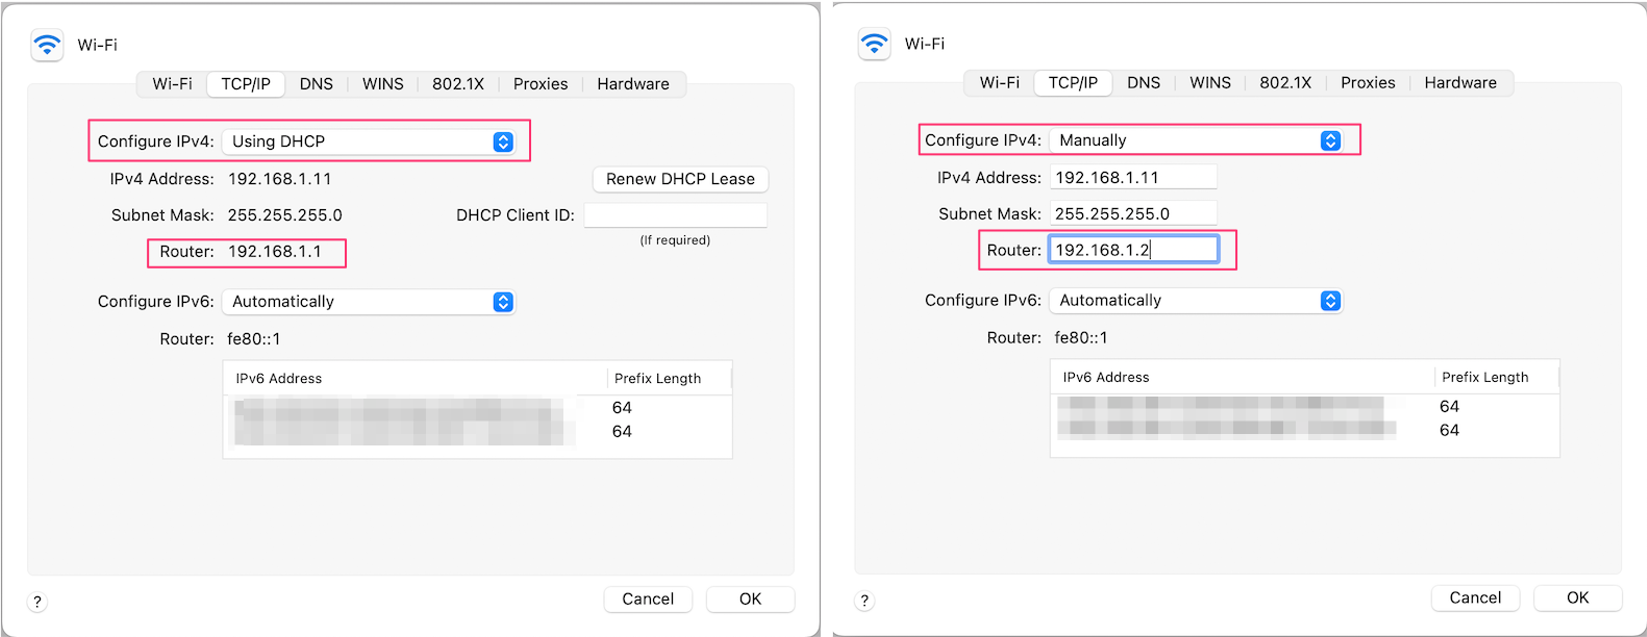 Wi-Fi
Wi-Fi TCP/IP DNS WINS 802.1X Proxies Hardware
Configure IPv4: Using DHCP
IPv4 Address: 192.168.1.11 Renew DHCP Lease
Subnet Mask: 255.255.255.0 DHCP Client ID:
(If required)
Router: 192.168.1.1
Configure IPv6: Automatically
Router: fe80::1
IPv6 Address Prefix Length
64
64
? Cancel OK
Wi-Fi
Wi-Fi TCP/IP DNS WINS 802.1X Proxies Hardware
Configure IPv4: Manually
IPv4 Address: 192.168.1.11
Subnet Mask: 255.255.255.0
Router: 192.168.1.2
Configure IPv6: Automatically
Router: fe80::1
IPv6 Address Prefix Length
64
64
? Cancel OK